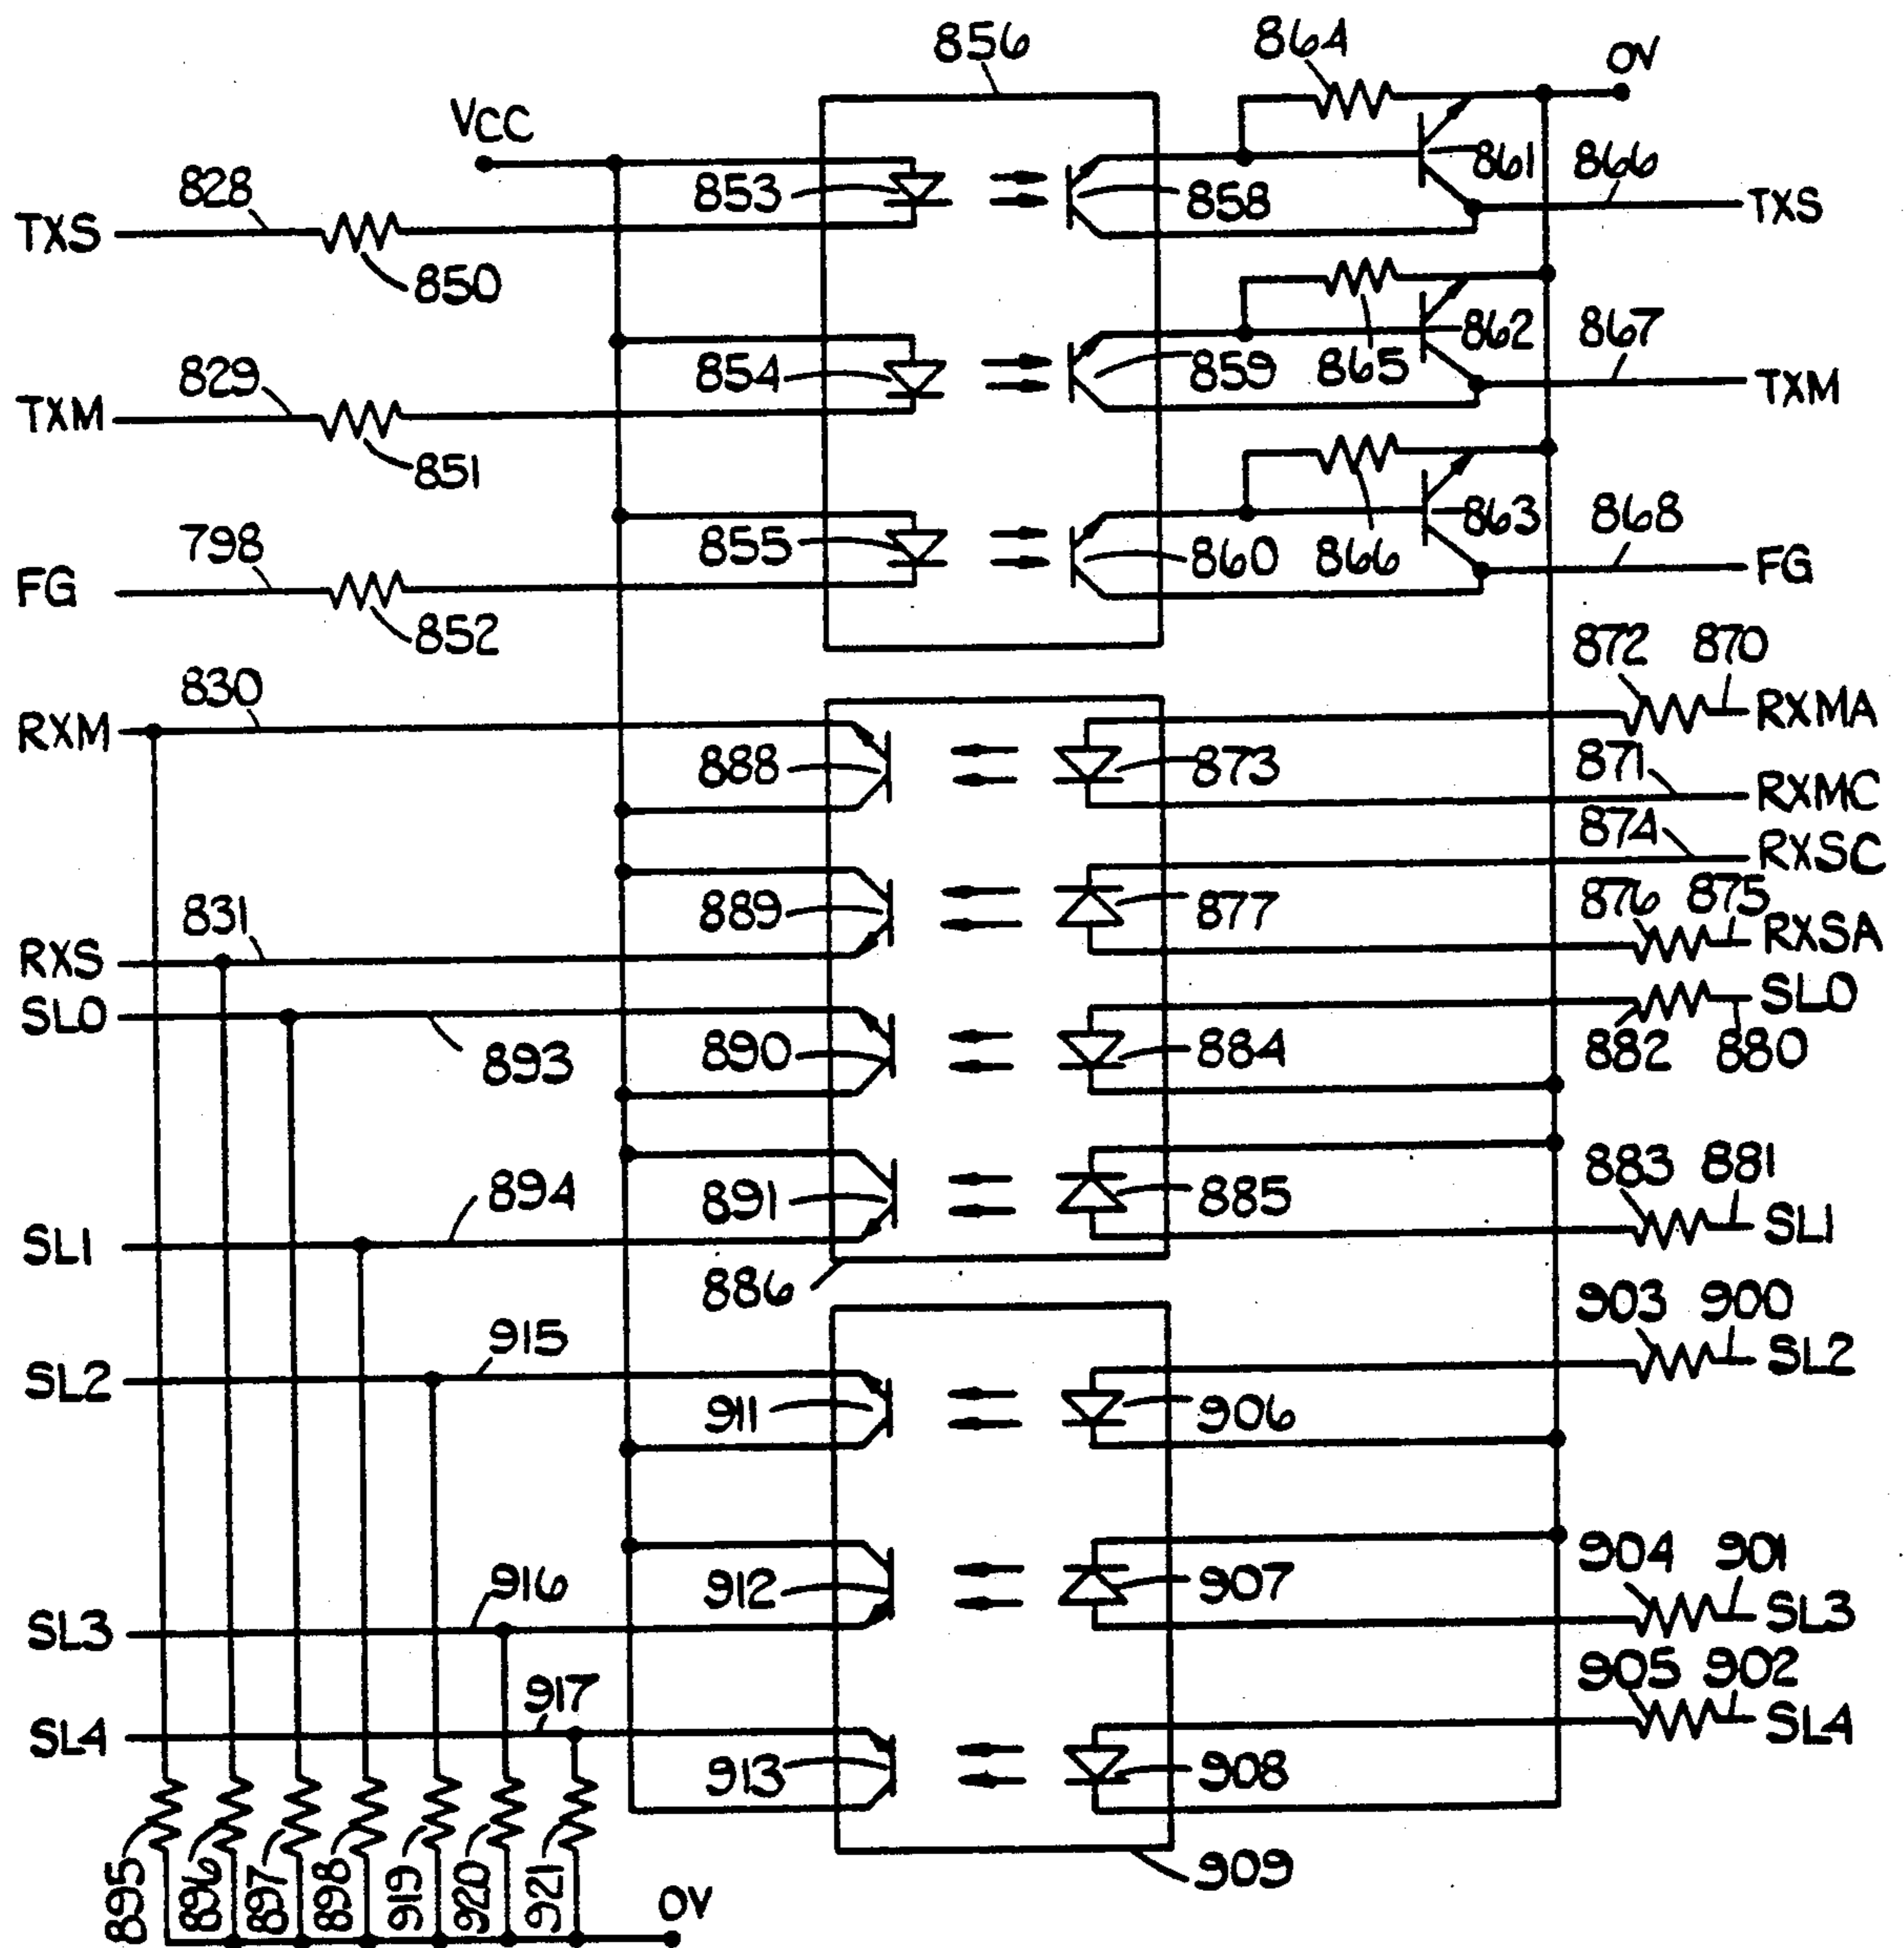 856
864
0V
VCC
828
853
858
861
866
TXS
TXS
850
829
854
859
865
862
867
TXM
TXM
851
798
855
860
866
863
868
FG
FG
852
872
870
830
RXM
RXMA
888
873
871
RXMC
874
RXSC
831
889
877
876
875
RXS
RXSA
SL0
SL0
893
890
884
882
880
894
891
885
883
881
SL1
SL1
886
903
900
915
SL2
SL2
911
906
916
912
907
904
901
SL3
SL3
917
905
902
SL4
SL4
913
908
895
896
897
898
919
920
921
909
0V